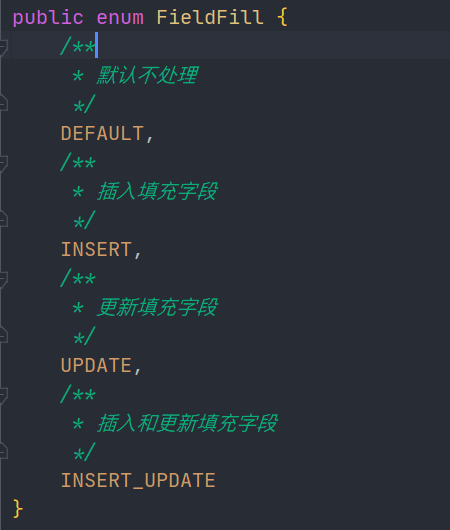 public enum FieldFill {
    /**
     * 默认不处理
     */
    DEFAULT,
    /**
     * 插入填充字段
     */
    INSERT,
    /**
     * 更新填充字段
     */
    UPDATE,
    /**
     * 插入和更新填充字段
     */
    INSERT_UPDATE
}